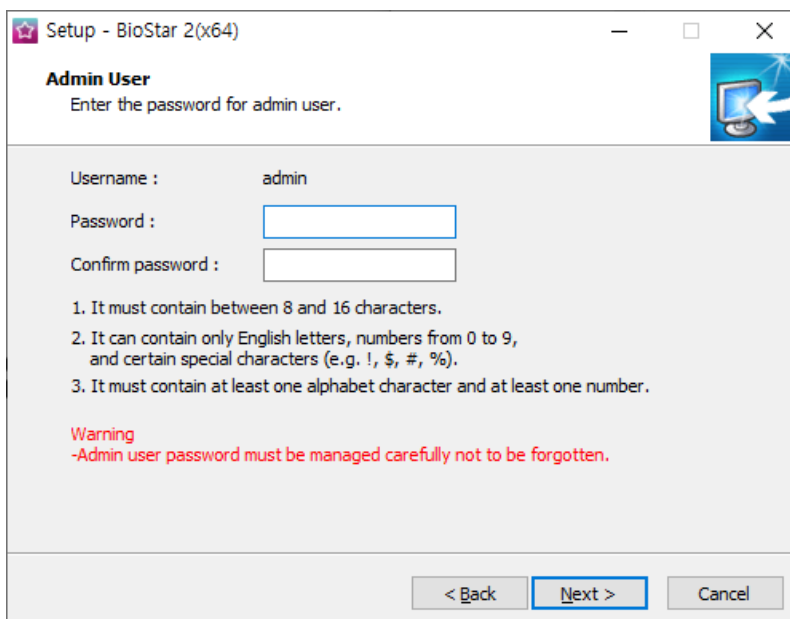 Setup - BioStar 2(x64)
Admin User
Enter the password for admin user.
Username : admin
Password :
Confirm password :
1. It must contain between 8 and 16 characters.
2. It can contain only English letters, numbers from 0 to 9,
and certain special characters (e.g. !, $, #, %).
3. It must contain at least one alphabet character and at least one number.
Warning
-Admin user password must be managed carefully not to be forgotten.
< Back Next > Cancel